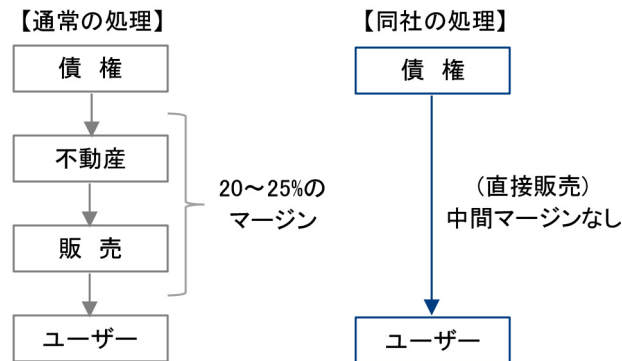 【通常の処理】
債 権
不動産
販 売
ユーザー
20～25%の
マージン
【同社の処理】
債 権
(直接販売)
中間マージンなし
ユーザー